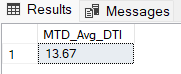 Results Messages
MTD_Avg_DTI
1 13.67